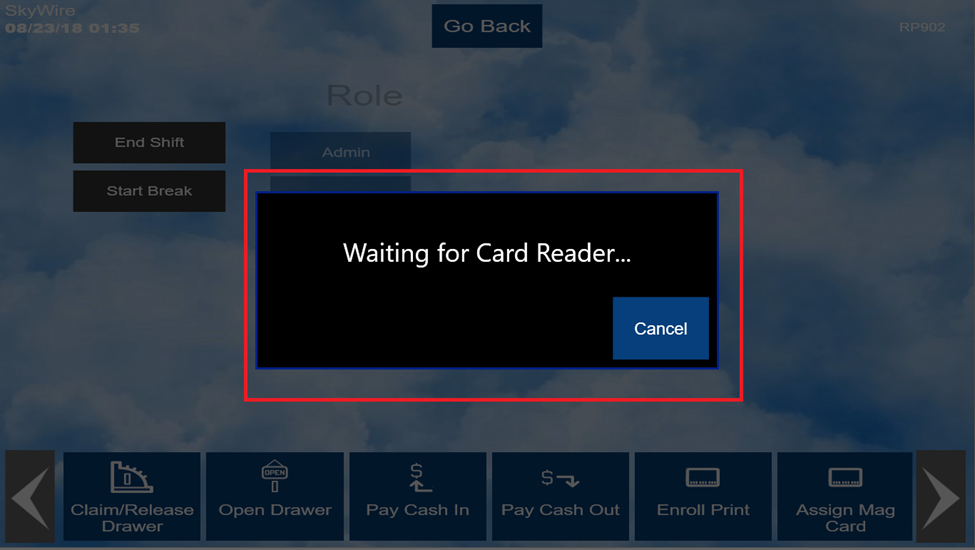 SkyWire
08/23/18 01:35
Go Back
RP902
Role
End Shift
Admin
Start Break
Waiting for Card Reader...
Cancel
OPEN
Claim/Release
Drawer
Open Drawer
$
Pay Cash In
$
Pay Cash Out
Enroll Print
Assign Mag
Card